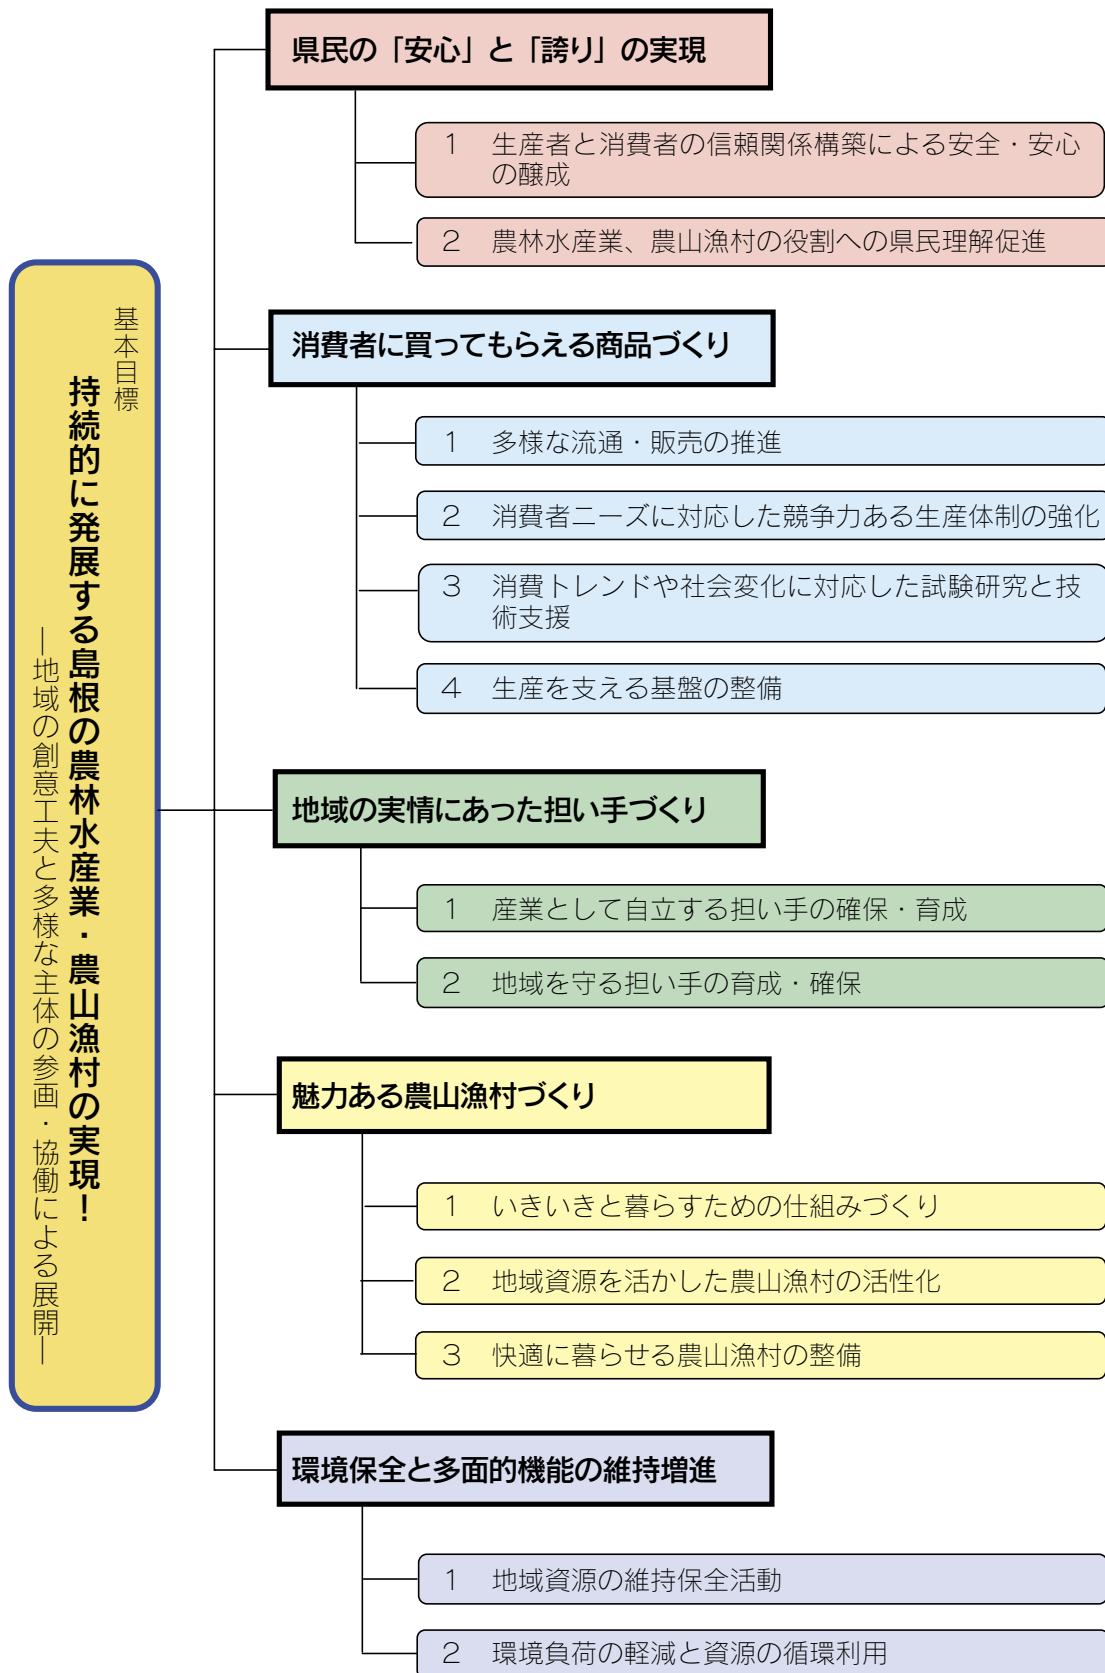 基本目標
持続的に発展する島根の農林水産業・農山漁村の実現！
―地域の創意工夫と多様な主体の参画・協働による展開―
県民の「安心」と「誇り」の実現
1 生産者と消費者の信頼関係構築による安全・安心
の醸成
2 農林水産業、農山漁村の役割への県民理解促進
消費者に買ってもらえる商品づくり
1 多様な流通・販売の推進
2 消費者ニーズに対応した競争力ある生産体制の強化
3 消費トレンドや社会変化に対応した試験研究と技
術支援
4 生産を支える基盤の整備
地域の実情にあった担い手づくり
1 産業として自立する担い手の確保・育成
2 地域を守る担い手の育成・確保
魅力ある農山漁村づくり
1 いきいきと暮らすための仕組みづくり
2 地域資源を活かした農山漁村の活性化
3 快適に暮らせる農山漁村の整備
環境保全と多面的機能の維持増進
1 地域資源の維持保全活動
2 環境負荷の軽減と資源の循環利用